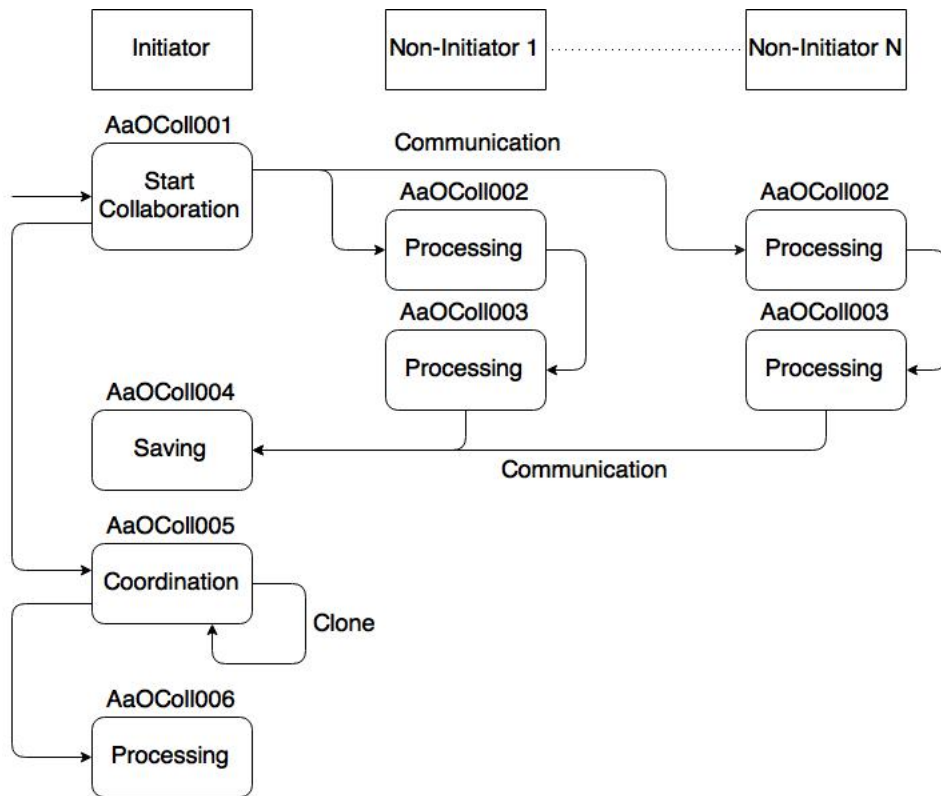 Initiator
Non-Initiator 1
Non-Initiator N
AaOColl001
Communication
Start
Collaboration
AaOColl002
AaOColl002
Processing
Processing
AaOColl003
AaOColl003
Processing
Processing
AaOColl004
Saving
Communication
AaOColl005
Coordination
Clone
AaOColl006
Processing